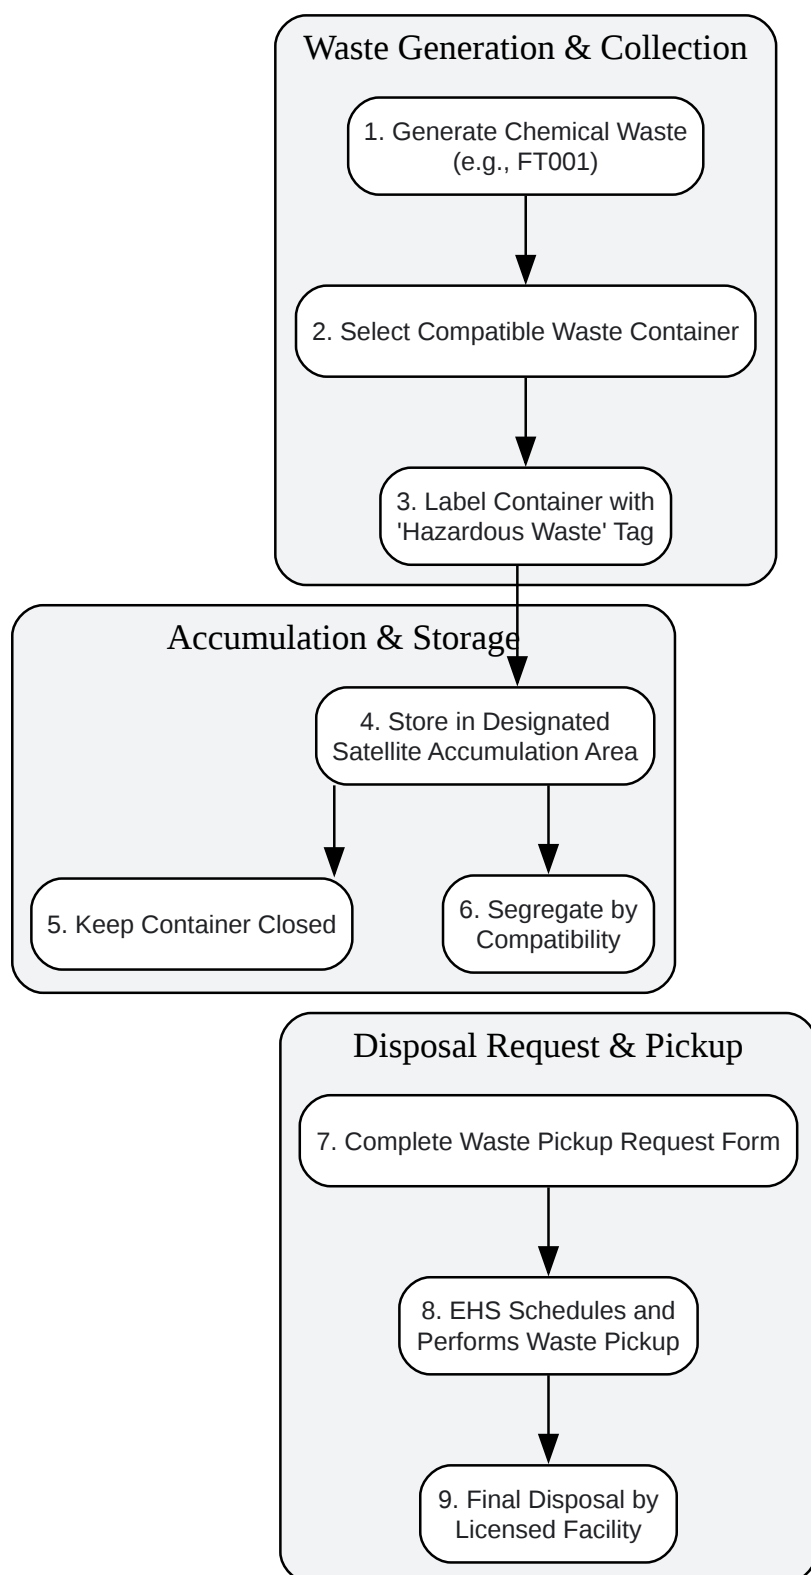 Waste Generation & Collection
1. Generate Chemical Waste
(e.g., FT001)
2. Select Compatible Waste Container
3. Label Container with
'Hazardous Waste' Tag
Accumulation & Storage
4. Store in Designated
Satellite Accumulation Area
5. Keep Container Closed
6. Segregate by
Compatibility
Disposal Request & Pickup
7. Complete Waste Pickup Request Form
8. EHS Schedules and
Performs Waste Pickup
9. Final Disposal by
Licensed Facility